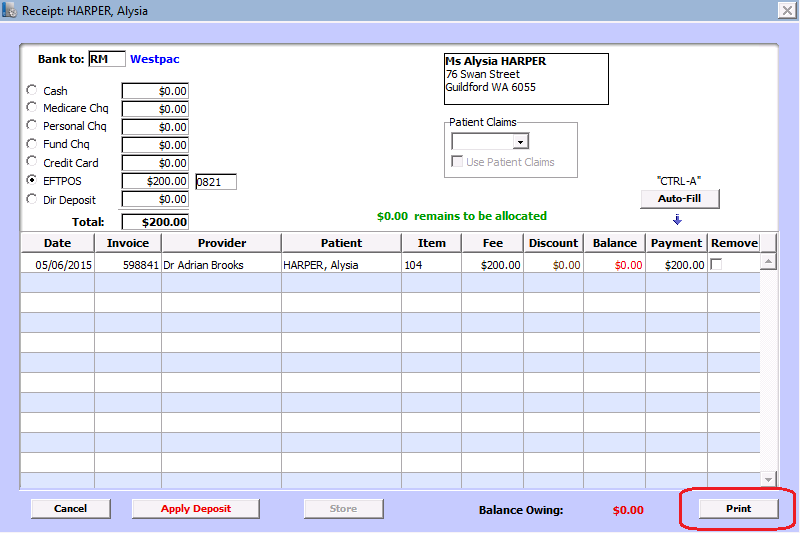 Receipt: HARPER, Alysia
Bank to: RM Westpac
Cash $0.00
Medicare Chq $0.00
Personal Chq $0.00
Fund Chq $0.00
Credit Card $0.00
EFTPOS $200.00 0821
Dir Deposit $0.00
Total: $200.00
Ms Alysia HARPER
76 Swan Street
Guildford WA 6055
Patient Claims
Use Patient Claims
"CTRL-A"
Auto-Fill
$0.00 remains to be allocated
Date Invoice Provider Patient Item Fee Discount Balance Payment Remove
05/06/2015 598841 Dr Adrian Brooks HARPER, Alysia 104 $200.00 $0.00 $0.00 $200.00
Cancel Apply Deposit Store Balance Owing: $0.00 Print